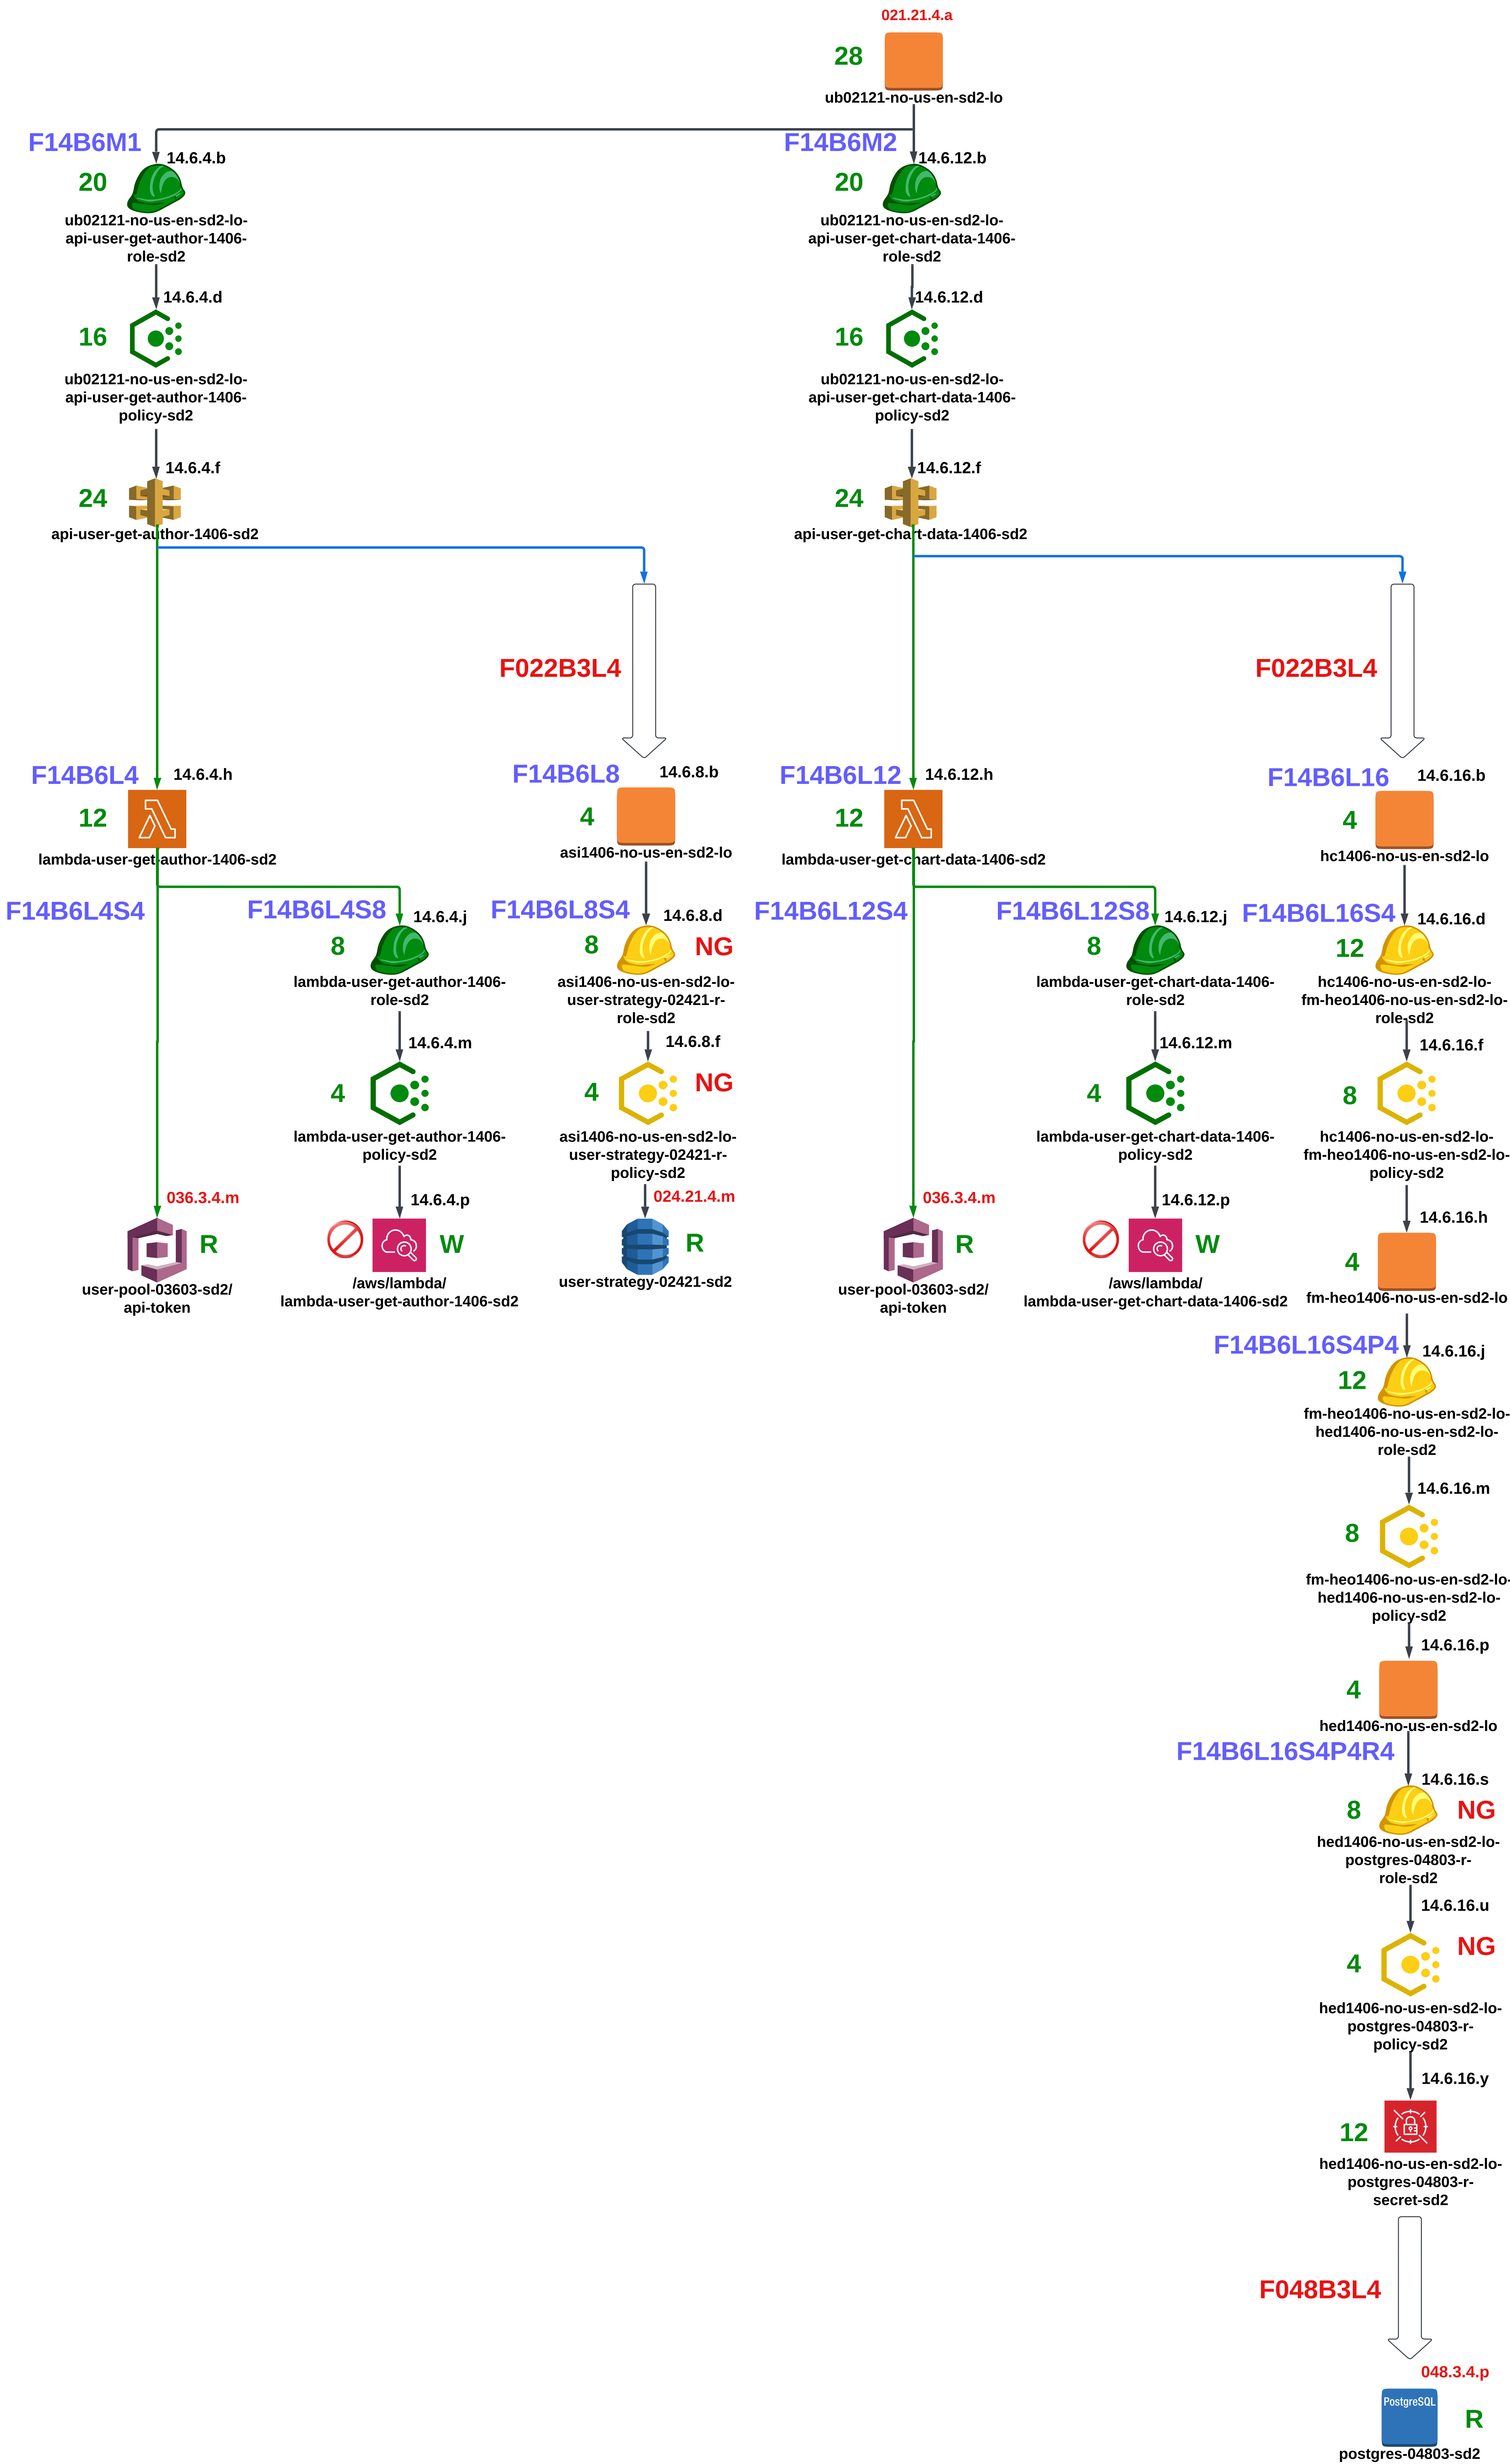 021.21.4.a
28
ub02121-no-us-en-sd2-lo
F14B6M1
14.6.4.b
20
ub02121-no-us-en-sd2-lo-
api-user-get-author-1406-
role-sd2
14.6.4.d
16
ub02121-no-us-en-sd2-lo-
api-user-get-author-1406-
policy-sd2
14.6.4.f
24
api-user-get-author-1406-sd2
F14B6M2
14.6.12.b
20
ub02121-no-us-en-sd2-lo-
api-user-get-chart-data-1406-
role-sd2
14.6.12.d
16
ub02121-no-us-en-sd2-lo-
api-user-get-chart-data-1406-
policy-sd2
14.6.12.f
24
api-user-get-chart-data-1406-sd2
F022B3L4
F022B3L4
F14B6L4
14.6.4.h
12
lambda-user-get-author-1406-sd2
F14B6L4S4
036.3.4.m
R
user-pool-03603-sd2/
api-token
F14B6L4S8
14.6.4.j
8
lambda-user-get-author-1406-
role-sd2
14.6.4.m
4
lambda-user-get-author-1406-
policy-sd2
14.6.4.p
W
/aws/lambda/
lambda-user-get-author-1406-sd2
F14B6L8
14.6.8.b
4
asi1406-no-us-en-sd2-lo
F14B6L8S4
14.6.8.d
8
NG
asi1406-no-us-en-sd2-lo-
user-strategy-02421-r-
role-sd2
14.6.8.f
4
NG
asi1406-no-us-en-sd2-lo-
user-strategy-02421-r-
policy-sd2
024.21.4.m
R
user-strategy-02421-sd2
F14B6L12
14.6.12.h
12
lambda-user-get-chart-data-1406-sd2
F14B6L12S4
036.3.4.m
R
user-pool-03603-sd2/
api-token
F14B6L12S8
14.6.12.j
8
lambda-user-get-chart-data-1406-
role-sd2
14.6.12.m
4
lambda-user-get-chart-data-1406-
policy-sd2
14.6.12.p
W
/aws/lambda/
lambda-user-get-chart-data-1406-sd2
F14B6L16
14.6.16.b
4
hc1406-no-us-en-sd2-lo
F14B6L16S4
14.6.16.d
12
hc1406-no-us-en-sd2-lo-
fm-heo1406-no-us-en-sd2-lo-
role-sd2
14.6.16.f
8
hc1406-no-us-en-sd2-lo-
fm-heo1406-no-us-en-sd2-lo-
policy-sd2
14.6.16.h
4
fm-heo1406-no-us-en-sd2-lo
F14B6L16S4P4
14.6.16.j
12
fm-heo1406-no-us-en-sd2-lo-
hed1406-no-us-en-sd2-lo-
role-sd2
14.6.16.m
8
fm-heo1406-no-us-en-sd2-lo-
hed1406-no-us-en-sd2-lo-
policy-sd2
14.6.16.p
4
hed1406-no-us-en-sd2-lo
F14B6L16S4P4R4
14.6.16.s
8
NG
hed1406-no-us-en-sd2-lo-
postgres-04803-r-
role-sd2
14.6.16.u
4
NG
hed1406-no-us-en-sd2-lo-
postgres-04803-r-
policy-sd2
14.6.16.y
12
hed1406-no-us-en-sd2-lo-
postgres-04803-r-
secret-sd2
F048B3L4
048.3.4.p
PostgreSQL
R
postgres-04803-sd2